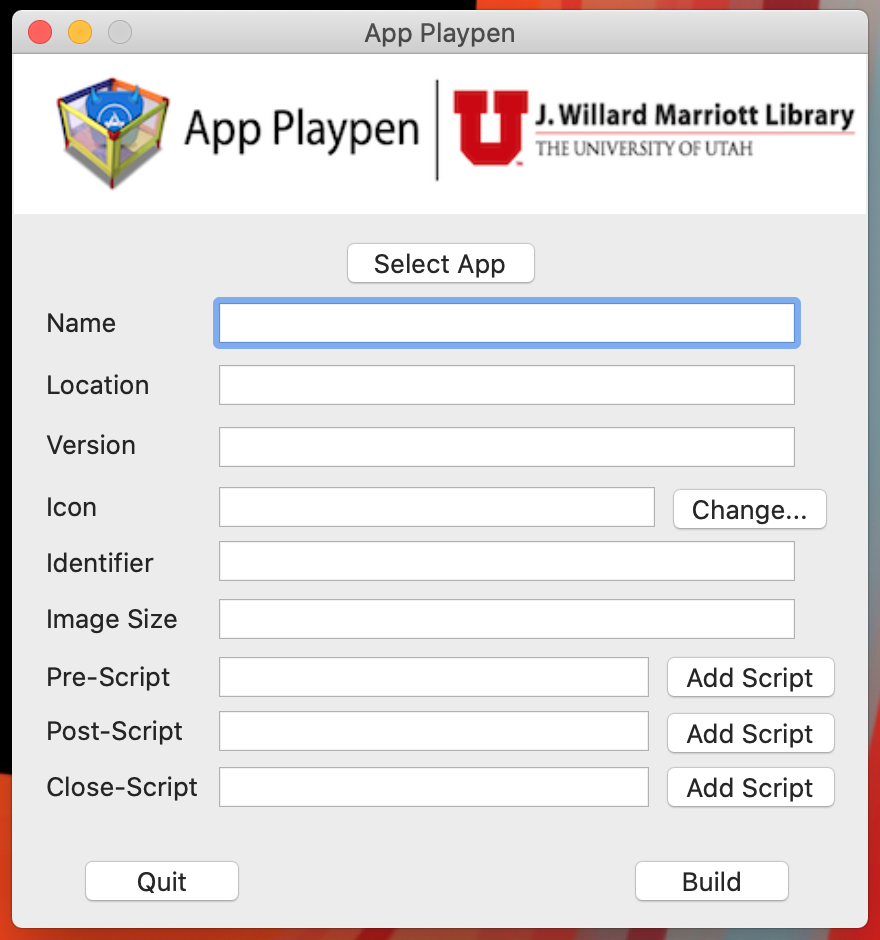 App Playpen
App Playpen
J. Willard Marriott Library
THE UNIVERSITY OF UTAH
Select App
Name
Location
Version
Icon
Change...
Identifier
Image Size
Pre-Script
Add Script
Post-Script
Add Script
Close-Script
Add Script
Quit
Build